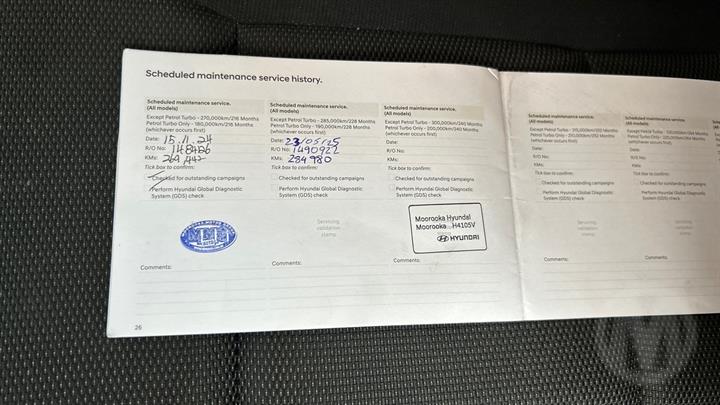 Scheduled maintenance service history.
Scheduled maintenance service.
(All models)
Except Petrol Turbo - 270,000km/216 Months
Petrol Turbo Only - 180,000km/216 Months
(whichever occurs first)
Date: 15.11.24
R/O No: 148426
KMs: 269,442
Tick box to confirm:
Checked for outstanding campaigns
Perform Hyundai Global Diagnostic
System (GDS) check
Comments:
26
Scheduled maintenance service.
(All models)
Except Petrol Turbo - 285,000km/228 Months
Petrol Turbo Only - 190,000km/228 Months
(whichever occurs first)
Date: 23/05/25
R/O No: 1490922
KMs: 284980
Tick box to confirm:
Checked for outstanding campaigns
Perform Hyundai Global Diagnostic
System (GDS) check
Servicing
validation
stamp
Comments:
Scheduled maintenance service.
(All models)
Except Petrol Turbo - 300,000km/240 Months
Petrol Turbo Only - 200,000km/240 Months
(whichever occurs first)
Date:
R/O No:
KMs:
Tick box to confirm:
Checked for outstanding campaigns
Perform Hyundai Global Diagnostic
System (GDS) check
Moorooka Hyundai
Moorooka H4105V
HYUNDAI
Comments:
Scheduled maintenance service.
(All models)
(whichever occurs first)
Date:
R/O No:
KMs:
Tick box to confirm:
Checked for outstanding campaigns
Perform Hyundai Global Diagnostic
System (GDS) check
Servicing
validation
stamp
Comments:
Scheduled maintenance service.
(All models)
(whichever occurs first)
Date:
R/O No:
KMs:
Tick box to confirm:
Checked for outstanding campaigns
Perform Hyundai Global Diagnostic
System (GDS) check
Servicing
validation
stamp
Comments: